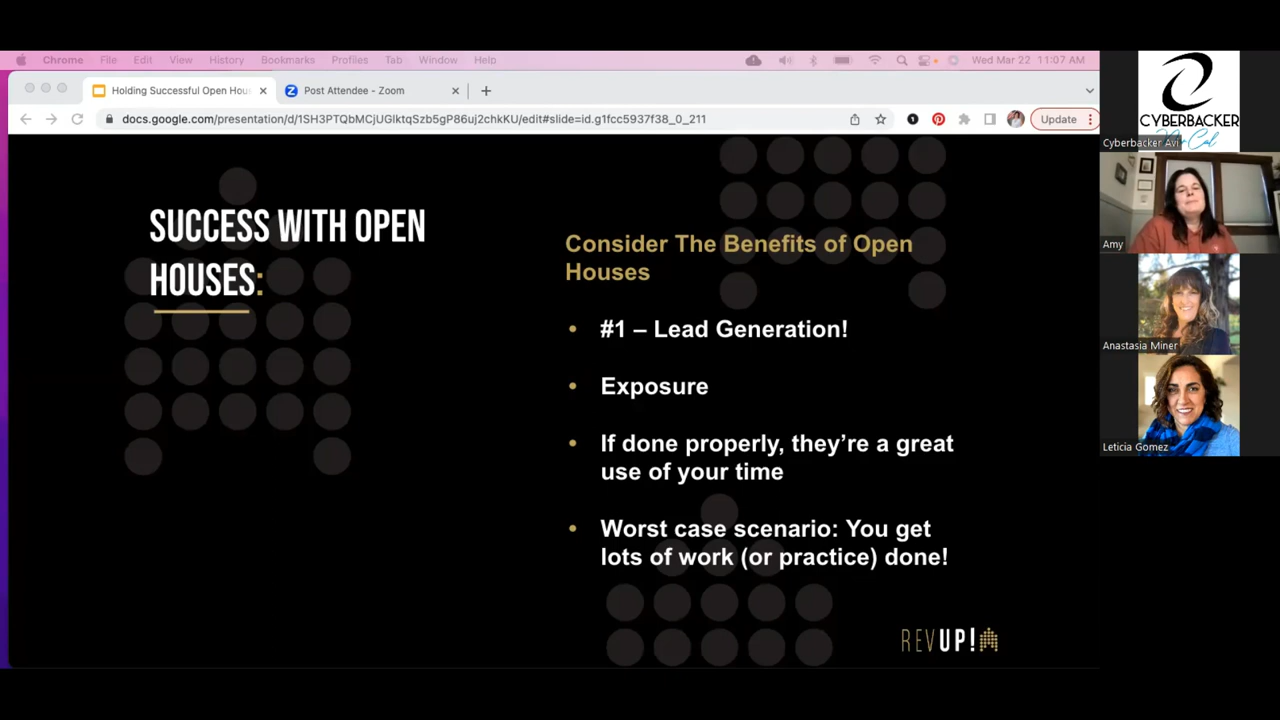 Chrome File Edit View History Bookmarks Profiles Tab Window Help Wed Mar 22 11:07 AM
Holding Successful Open Hou
Post Attendee - Zoom
docs.google.com/presentation/d/1SH3PTQbMCjUGlktqSzb5gP86uj2chkKU/edit#slide=id.g1fcc5937f38_0_211
Update
SUCCESS WITH OPEN
HOUSES:
Consider The Benefits of Open
Houses
• #1 – Lead Generation!
• Exposure
• If done properly, they’re a great
use of your time
• Worst case scenario: You get
lots of work (or practice) done!
REVUP!
CYBERBACKER
Nor Cal
Cyberbacker Avi
Amy
Anastasia Miner
Leticia Gomez